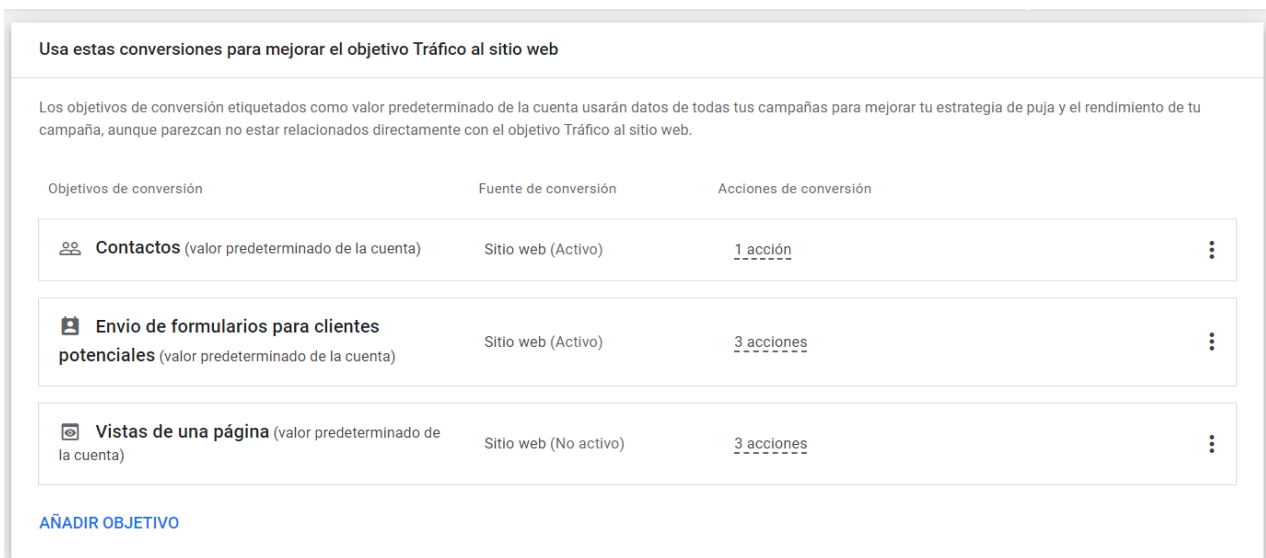 Usa estas conversiones para mejorar el objetivo Tráfico al sitio web
Los objetivos de conversión etiquetados como valor predeterminado de la cuenta usarán datos de todas tus campañas para mejorar tu estrategia de puja y el rendimiento de tu
campaña, aunque parezcan no estar relacionados directamente con el objetivo Tráfico al sitio web.
Objetivos de conversión Fuente de conversión Acciones de conversión
Contactos (valor predeterminado de la cuenta) Sitio web (Activo) 1 acción
Envio de formularios para clientes
potenciales (valor predeterminado de la cuenta) Sitio web (Activo) 3 acciones
Vistas de una página (valor predeterminado de
la cuenta) Sitio web (No activo) 3 acciones
AÑADIR OBJETIVO